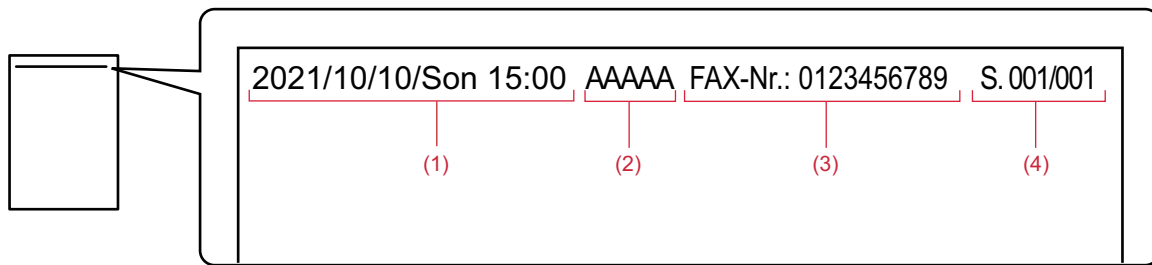 2021/10/10/Son 15:00 AAAAA FAX-Nr.: 0123456789 S. 001/001
(1) (2) (3) (4)